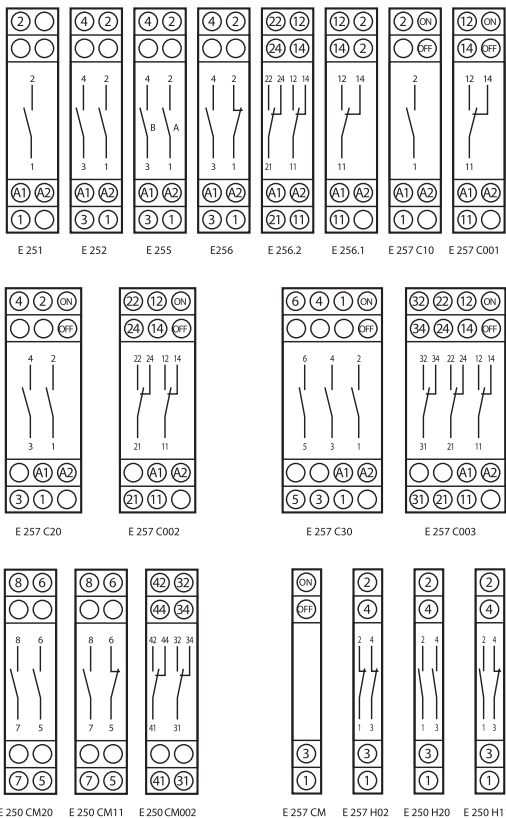 2 4 2 4 2 4 2 22 12 12 2 2 ON 12 ON
24 14 14 2 OFF 14 OFF
2 4 2 4 2 4 2 22 24 12 14 12 14 2 12 14
B A
1 3 1 3 1 3 1 21 11 11 1 11
A1 A2 A1 A2 A1 A2 A1 A2 A1 A2 A1 A2 A1 A2 A1 A2
1 3 1 3 1 3 1 21 11 11 1 11
E 251 E 252 E 255 E256 E 256.2 E 256.1 E 257 C10 E 257 C001
4 2 ON 22 12 ON 6 4 1 ON 32 22 12 ON
OFF 24 14 OFF OFF 34 24 14 OFF
4 2 22 24 12 14 6 4 2 32 34 22 24 12 14
3 1 21 11 5 3 1 31 21 11
A1 A2 A1 A2 A1 A2 A1 A2
3 1 21 11 5 3 1 31 21 11
E 257 C20 E 257 C002 E 257 C30 E 257 C003
8 6 8 6 42 32 ON 2 2 2
44 34 OFF 4 4 4
8 6 8 6 42 44 32 34 2 4 2 4 2 4
7 5 7 5 41 31 1 3 1 3 1 3
3 3 3 3
7 5 7 5 41 31 1 1 1 1
E 250 CM20 E 250 CM11 E 250 CM002 E 257 CM E 257 H02 E 250 H20 E 250 H1